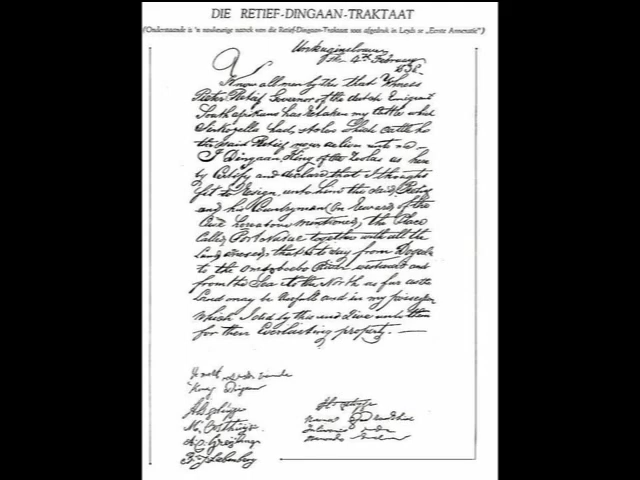 DIE RETIEF-DINGAAN-TRAKTAAT
(Onderstaande is 'n noukeurige natrek van die Retief-Dingaan-Traktaat soos afgedruk in Leyds se „Eerste Annexatie")
4th February
1838
Know all men by this that Whereas
Pieter Retief Governor of the dutch Emigrant
South afrikans has Retaken my Cattle which
Sinkonyella had stolen which cattle he
the said Retief now deliver unto me
I Dingaan, King of the Zoolas as here
by Certify and declare that I thought
fit to Resign unto him the said Retief
and his Countrymen (on Reward of the
Case hereabove mentioned) the Place
Called Port Natal together with all the
Land annexed, that is to day from Dogela
to the Omsoboebo River westward and
from the Sea to the North as far as the
Land may be Usefull and in my possession
Which I did by this and Give unto them
for their Everlasting property.—
King Dingaan
M. Oosthuyse
A.C. Greyling
B. J. Liebenberg